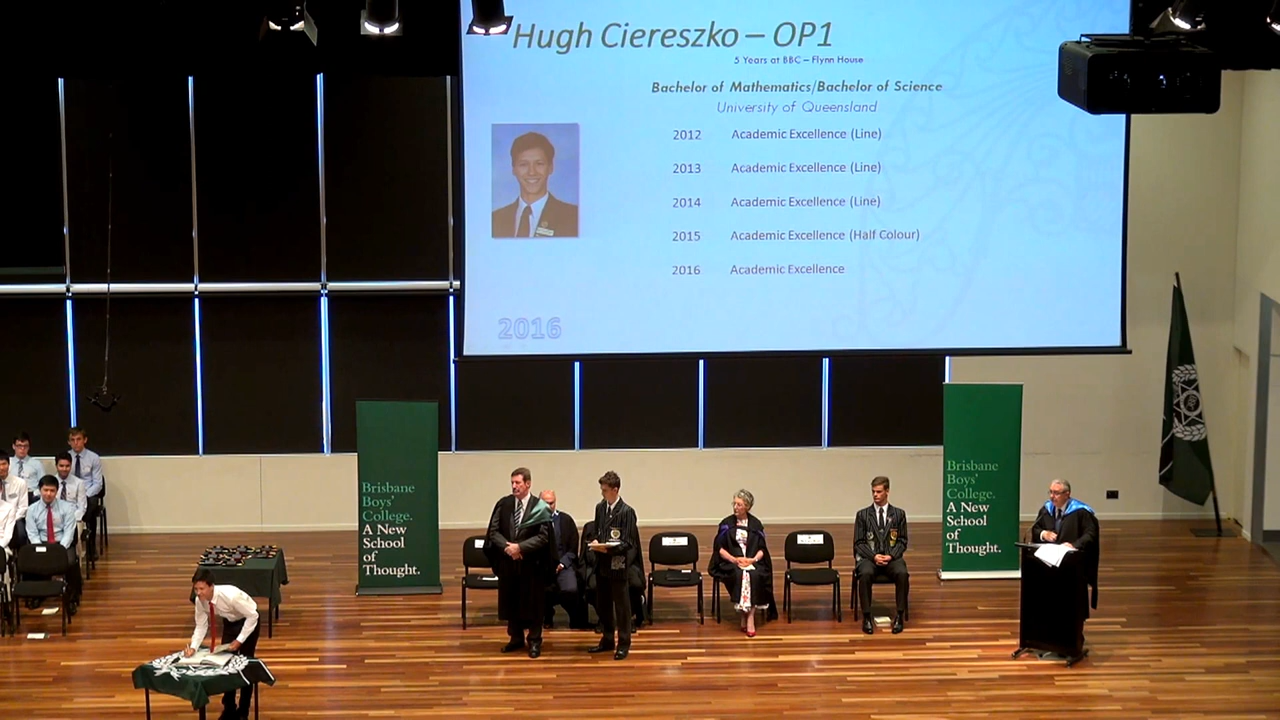 Hugh Ciereszko – OP1
5 Years at BBC – Flynn House
Bachelor of Mathematics/Bachelor of Science
University of Queensland
2012 Academic Excellence (Line)
2013 Academic Excellence (Line)
2014 Academic Excellence (Line)
2015 Academic Excellence (Half Colour)
2016 Academic Excellence
2016
Brisbane
Boys'
College.
A New
School
of
Thought.
Brisbane
Boys'
College.
A New
School
of
Thought.